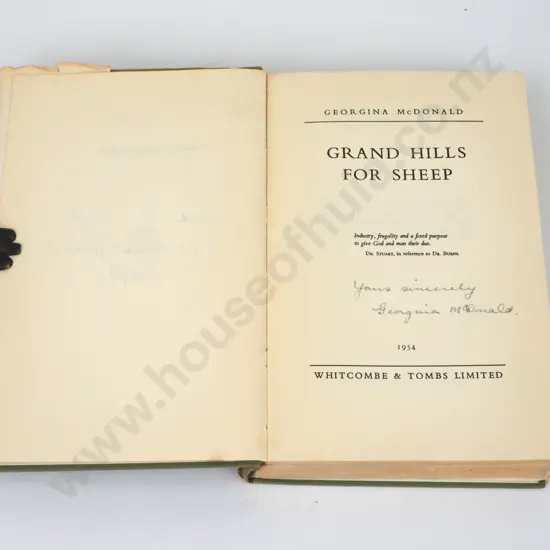 GEORGINA McDONALD
GRAND HILLS
FOR SHEEP
Industry, frugality and a fixed purpose
to give God and man their due.
DR. STUART, in reference to DR. BURNS.
Yours sincerely
Georgina McDonald.
1954
WHITCOMBE & TOMBS LIMITED
www.houseofhulu.co.nz